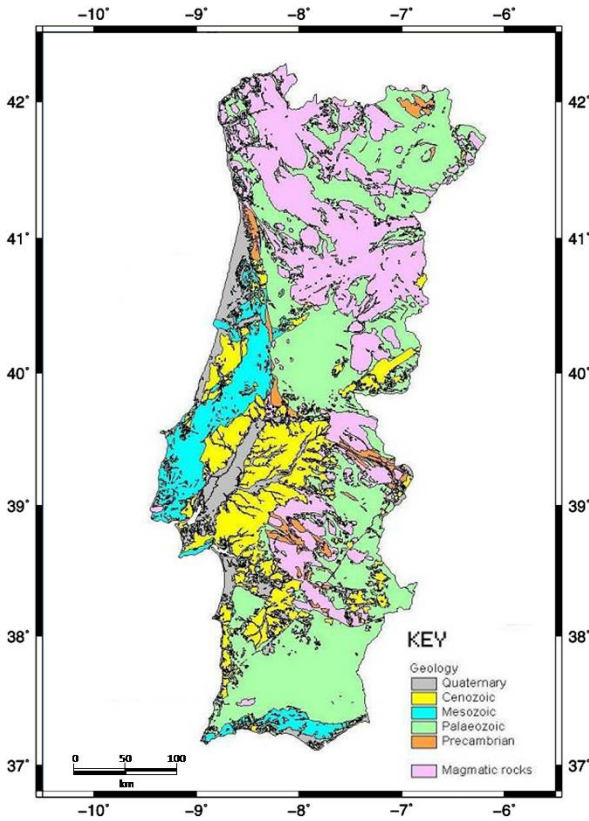 −10° −9° −8° −7° −6°
42° 42°
41° 41°
40° 40°
39° 39°
38° 38°
KEY
Geology
Quaternary
Cenozoic
Mesozoic
Palaeozoic
Precambrian
Magmatic rocks
37° 37°
0 50 100
km
−10° −9° −8° −7° −6°